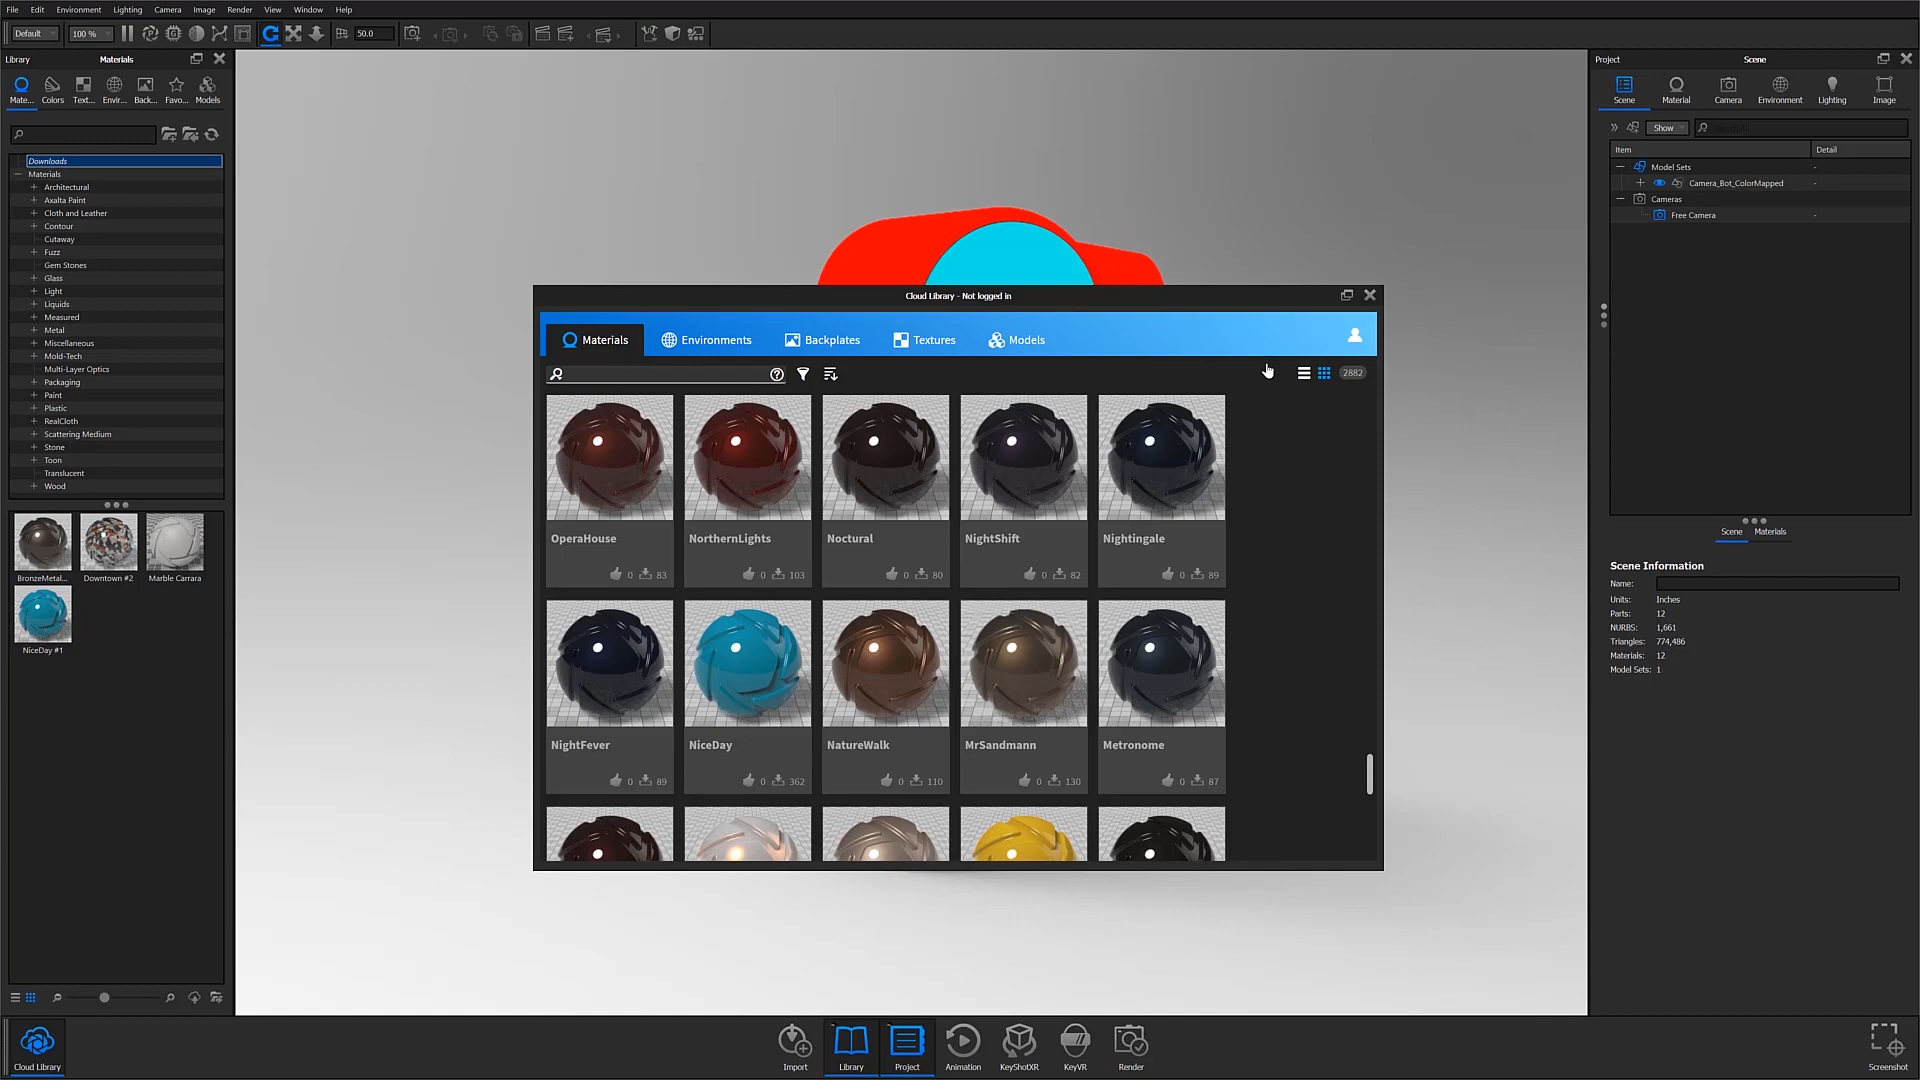 File Edit Environment Lighting Camera Image Render View Window Help
Default 100 % 50.0
Library Materials
Mate... Colors Text... Envir... Back... Favo... Models
Downloads
Materials
Architectural
Axalta Paint
Cloth and Leather
Contour
Cutaway
Fuzz
Gem Stones
Glass
Light
Liquids
Measured
Metal
Miscellaneous
Mold-Tech
Multi-Layer Optics
Packaging
Paint
Plastic
RealCloth
Scattering Medium
Stone
Toon
Translucent
Wood
BronzeMetal... Downtown #2 Marble Carrara
NiceDay #1
Cloud Library - Not logged in
Materials Environments Backplates Textures Models
2882
OperaHouse NorthernLights Noctural NightShift Nightingale
0 83 0 103 0 80 0 82 0 89
NightFever NiceDay NatureWalk MrSandmann Metronome
0 89 0 362 0 110 0 130 0 87
Project Scene
Scene Material Camera Environment Lighting Image
Show
Item Detail
Model Sets -
Camera_Bot_ColorMapped -
Cameras
Free Camera -
Scene Materials
Scene Information
Name:
Units: Inches
Parts: 12
NURBS: 1,661
Triangles: 774,486
Materials: 12
Model Sets: 1
Cloud Library Import Library Project Animation KeyShotXR KeyVR Render Screenshot